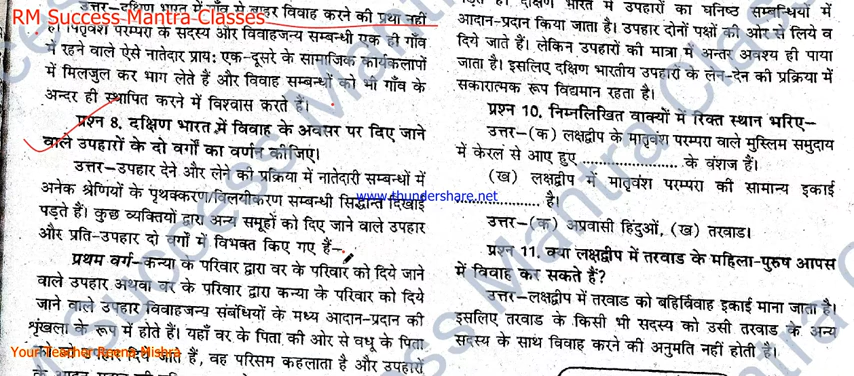 उत्तर–दक्षिण भारत में गाँव से बाहर विवाह करने की प्रथा नहीं
RM Success Mantra Classes
है। पितृवंश परम्परा के सदस्य और विवाहजन्य सम्बन्धी एक ही गाँव
में रहने वाले ऐसे नातेदार प्रायः एक-दूसरे के सामाजिक कार्यकलापों
में मिलजुल कर भाग लेते हैं और विवाह सम्बन्धों को भी गाँव के
अन्दर ही स्थापित करने में विश्वास करते हैं।
प्रश्न 8. दक्षिण भारत में विवाह के अवसर पर दिए जाने
वाले उपहारों के दो वर्गों का वर्णन कीजिए।
उत्तर–उपहार देने और लेने की प्रक्रिया में नातेदारी सम्बन्धों में
अनेक श्रेणियों के पृथक्करण/विलयीकरण सम्बन्धी सिद्धांत दिखाई
पड़ते हैं। कुछ व्यक्तियों द्वारा अन्य समूहों को दिए जाने वाले उपहार
और प्रति-उपहार दो वर्गों में विभक्त किए गए हैं–
प्रथम वर्ग–कन्या के परिवार द्वारा वर के परिवार को दिये जाने
वाले उपहार अथवा वर के परिवार द्वारा कन्या के परिवार को दिये
जाने वाले उपहार विवाहजन्य संबंधियों के मध्य आदान-प्रदान की
श्रृंखला के रूप में होते हैं। यहाँ वर के पिता की ओर से वधू के पिता
को जो उपहार दिये जाते हैं, वह परिसम कहलाता है और उपहारों
Your Teacher Reena Mishra
www.thundershare.net
भारत में उपहारों का घनिष्ठ सम्बन्धियों में
आदान-प्रदान किया जाता है। उपहार दोनों पक्षों की ओर से लिये व
दिये जाते हैं। लेकिन उपहारों की मात्रा में अन्तर अवश्य ही पाया
जाता है। इसलिए दक्षिण भारतीय उपहारों के लेन-देन की प्रक्रिया में
सकारात्मक रूप विद्यमान रहता है।
प्रश्न 10. निम्नलिखित वाक्यों में रिक्त स्थान भरिए–
उत्तर–(क) लक्षद्वीप के मातृवंश परम्परा वाले मुस्लिम समुदाय
में केरल से आए हुए .................... के वंशज हैं।
(ख) लक्षद्वीप में मातृवंश परम्परा की सामान्य इकाई
.................... है।
उत्तर–(क) अप्रवासी हिंदुओं, (ख) तरवाड।
प्रश्न 11. क्या लक्षद्वीप में तरवाड के महिला-पुरुष आपस
में विवाह कर सकते हैं?
उत्तर–लक्षद्वीप में तरवाड को बहिर्विवाह इकाई माना जाता है।
इसलिए तरवाड के किसी भी सदस्य को उसी तरवाड के अन्य
सदस्य के साथ विवाह करने की अनुमति नहीं होती है।